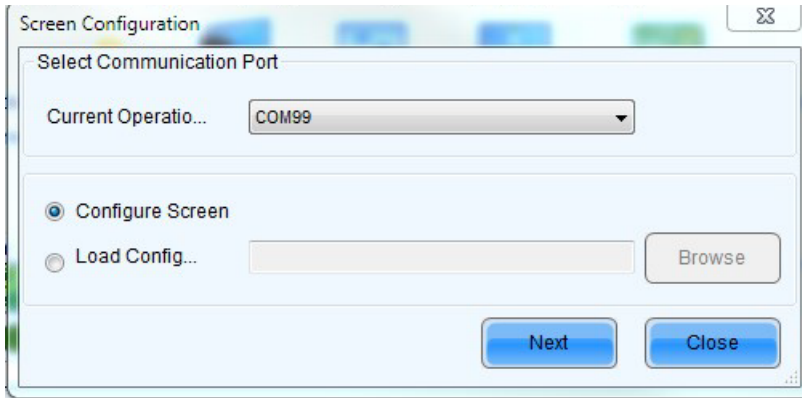 Screen Configuration
Select Communication Port
Current Operatio... COM99
Configure Screen
Load Config... Browse
Next Close